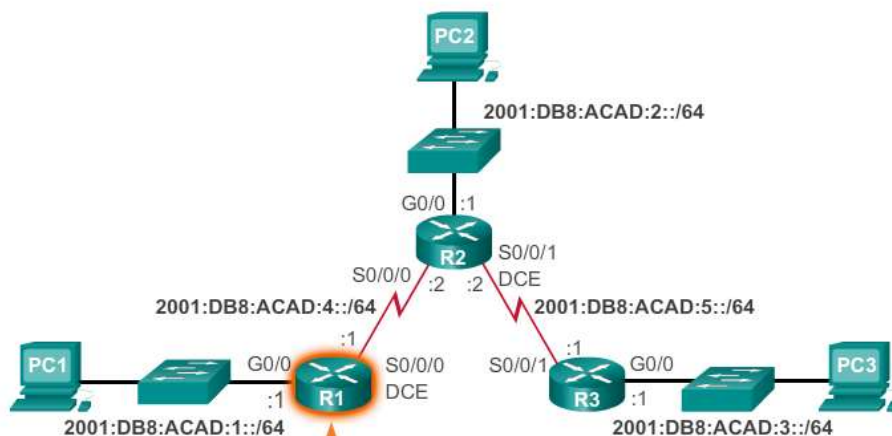 PC2
2001:DB8:ACAD:2::/64
G0/0 :1
R2
S0/0/1
S0/0/0
:2 :2 DCE
2001:DB8:ACAD:4::/64
2001:DB8:ACAD:5::/64
:1
:1
PC1
G0/0
S0/0/0
S0/0/1
G0/0
PC3
:1
R1
DCE
R3
:1
2001:DB8:ACAD:1::/64
2001:DB8:ACAD:3::/64